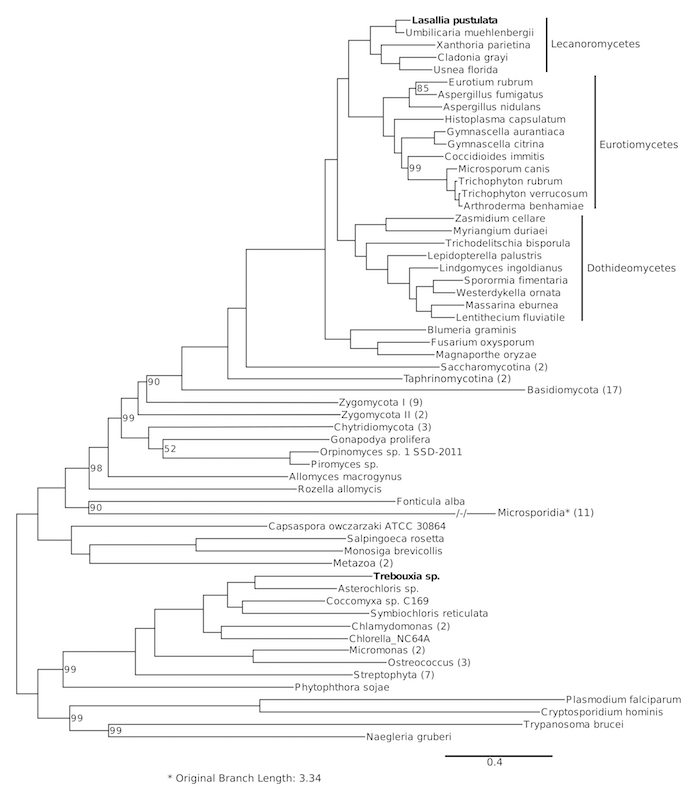 Lasallia pustulata
Umbilicaria muehlenbergii
Xanthoria parietina
Lecanoromycetes
Cladonia grayi
Usnea florida
Eurotium rubrum
85
Aspergillus fumigatus
Aspergillus nidulans
Histoplasma capsulatum
Gymnascella aurantiaca
Gymnascella citrina
Eurotiomycetes
Coccidioides immitis
99
Microsporum canis
Trichophyton rubrum
Trichophyton verrucosum
Arthroderma benhamiae
Zasmidium cellare
Myriangium duriaei
Trichodelitschia bisporula
Lepidopterella palustris
Lindgomyces ingoldianus
Dothideomycetes
Sporormia fimentaria
Westerdykella ornata
Massarina eburnea
Lentithecium fluviatile
Blumeria graminis
Fusarium oxysporum
Magnaporthe oryzae
Saccharomycotina (2)
Taphrinomycotina (2)
90
Basidiomycota (17)
Zygomycota I (9)
Zygomycota II (2)
99
Chytridiomycota (3)
Gonapodya prolifera
52
Orpinomyces sp. 1 SSD-2011
Piromyces sp.
98
Allomyces macrogynus
Rozella allomycis
Fonticula alba
90
-/-/-
Microsporidia* (11)
Capsaspora owczarzaki ATCC 30864
Salpingoeca rosetta
Monosiga brevicollis
Metazoa (2)
Trebouxia sp.
Asterochloris sp.
Coccomyxa sp. C169
Symbiochloris reticulata
Chlamydomonas (2)
Chlorella_NC64A
Micromonas (2)
Ostreococcus (3)
99
Streptophyta (7)
Phytophthora sojae
Plasmodium falciparum
Cryptosporidium hominis
99
Trypanosoma brucei
99
Naegleria gruberi
0.4
* Original Branch Length: 3.34